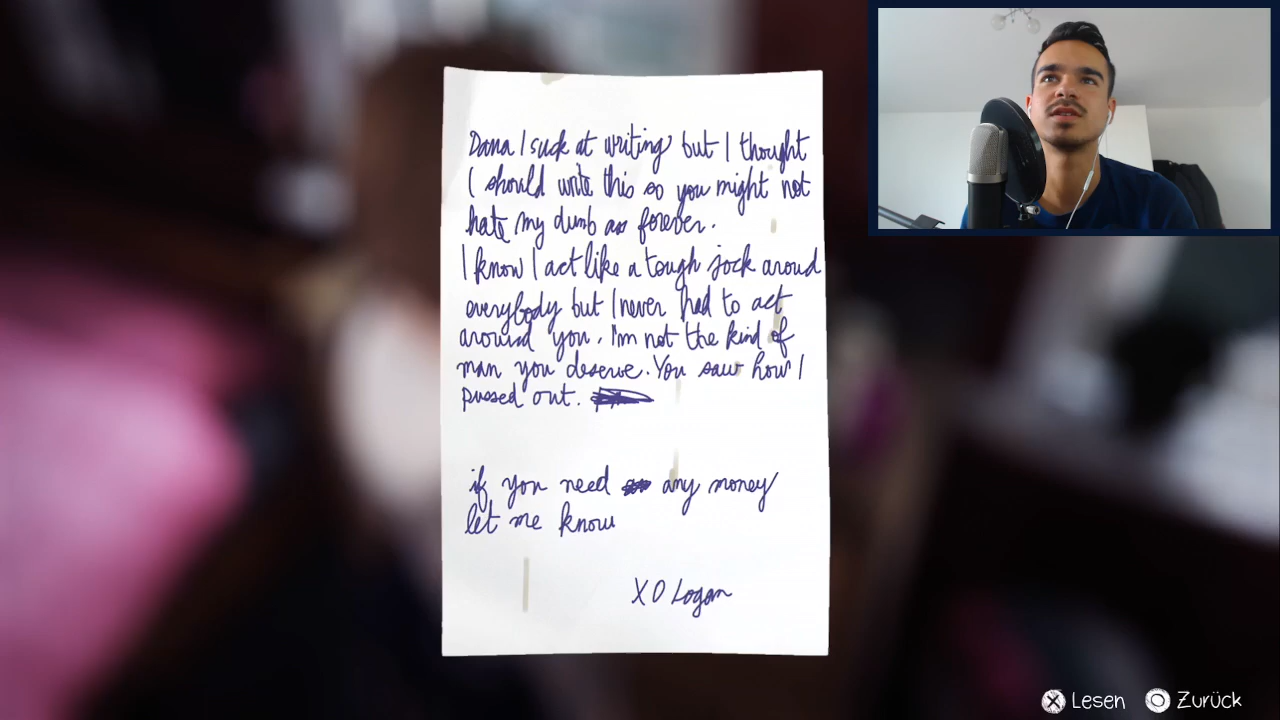 Dana I suck at writing but I thought
I should write this so you might not
hate my dumb ass forever.
I know I act like a tough jock aroud
everybody but I never had to act
around you. I'm not the kind of
man you deserve. You saw how I
pussed out.
if you need any money
let me know
XO Logan
Lesen Zurück